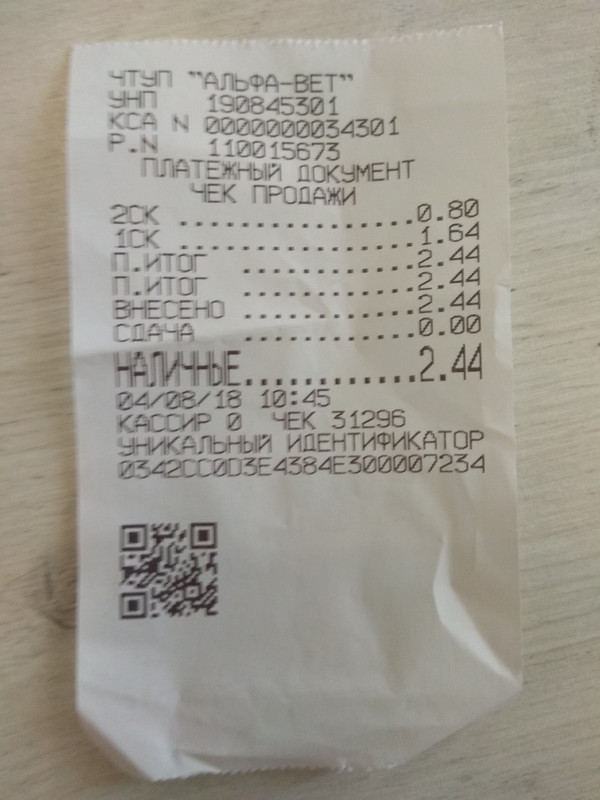 ЧТУП "АЛЬФА-ВЕТ"
УНП 190845301
КСА N 0000000034301
Р.N 110015673
ПЛАТЕЖНЫЙ ДОКУМЕНТ
ЧЕК ПРОДАЖИ
2СК ..................0.80
1СК ..................1.64
П.ИТОГ .............2.44
П.ИТОГ .............2.44
ВНЕСЕНО .............2.44
СДАЧА .............0.00
НАЛИЧНЫЕ............2.44
04/08/18 10:45
КАССИР 0 ЧЕК 31296
УНИКАЛЬНЫЙ ИДЕНТИФИКАТОР
0342CC0D3E4384E300007234